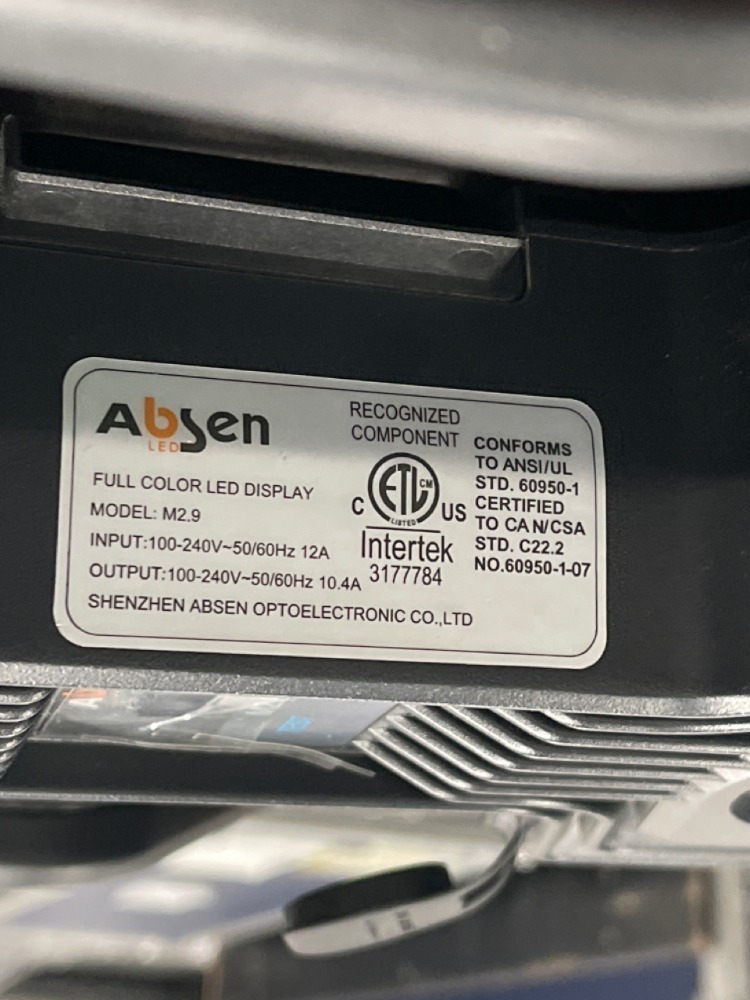 Absen
LED
FULL COLOR LED DISPLAY
MODEL: M2.9
INPUT:100-240V~50/60Hz 12A
OUTPUT:100-240V~50/60Hz 10.4A
SHENZHEN ABSEN OPTOELECTRONIC CO.,LTD
RECOGNIZED
COMPONENT
C ETL CM US
LISTED
Intertek
3177784
CONFORMS
TO ANSI/UL
STD. 60950-1
CERTIFIED
TO CAN/CSA
STD. C22.2
NO.60950-1-07